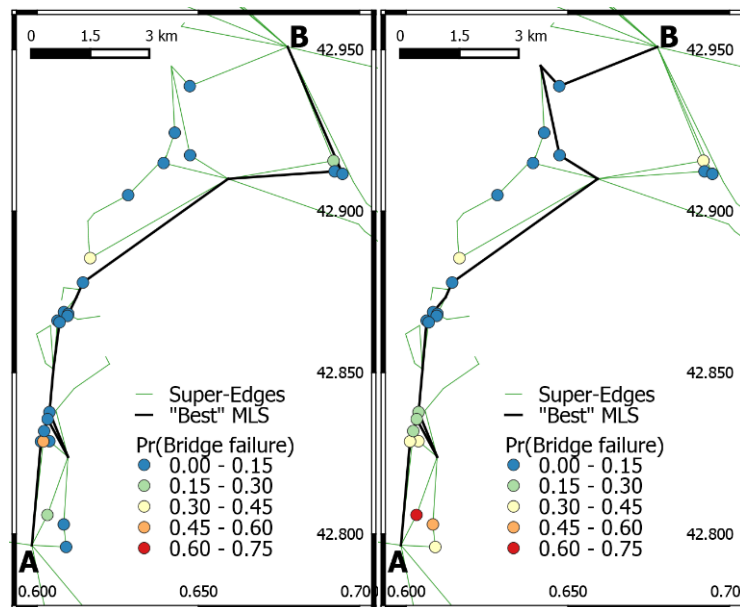 B
0 1.5 3 km
42.950
42.900
42.850
Super-Edges
"Best" MLS
Pr(Bridge failure)
0.00 - 0.15
0.15 - 0.30
0.30 - 0.45
0.45 - 0.60
0.60 - 0.75
42.800
A
0.600 0.650 0.700
B
0 1.5 3 km
42.950
42.900
42.850
Super-Edges
"Best" MLS
Pr(Bridge failure)
0.00 - 0.15
0.15 - 0.30
0.30 - 0.45
0.45 - 0.60
0.60 - 0.75
42.800
A
0.600 0.650